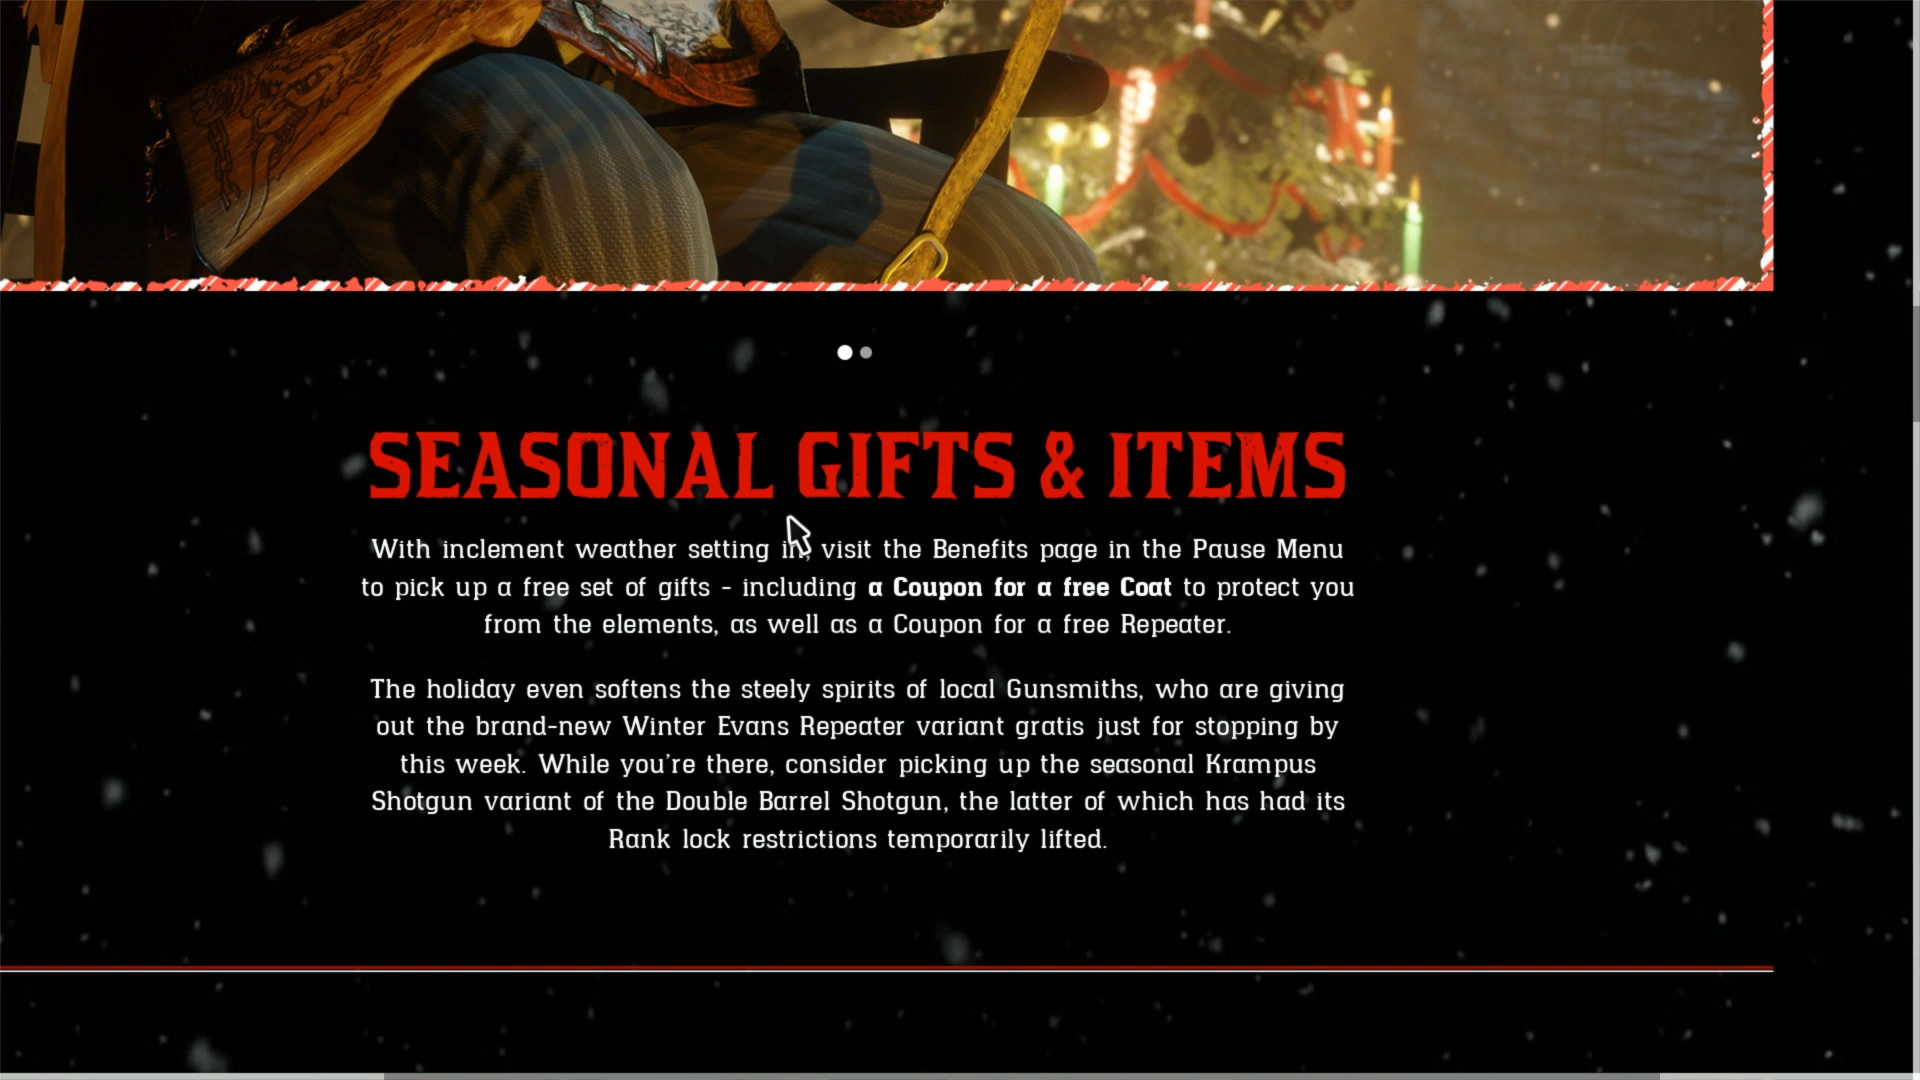 SEASONAL GIFTS & ITEMS
With inclement weather setting in, visit the Benefits page in the Pause Menu
to pick up a free set of gifts - including a Coupon for a free Coat to protect you
from the elements, as well as a Coupon for a free Repeater.
The holiday even softens the steely spirits of local Gunsmiths, who are giving
out the brand-new Winter Evans Repeater variant gratis just for stopping by
this week. While you’re there, consider picking up the seasonal Krampus
Shotgun variant of the Double Barrel Shotgun, the latter of which has had its
Rank lock restrictions temporarily lifted.